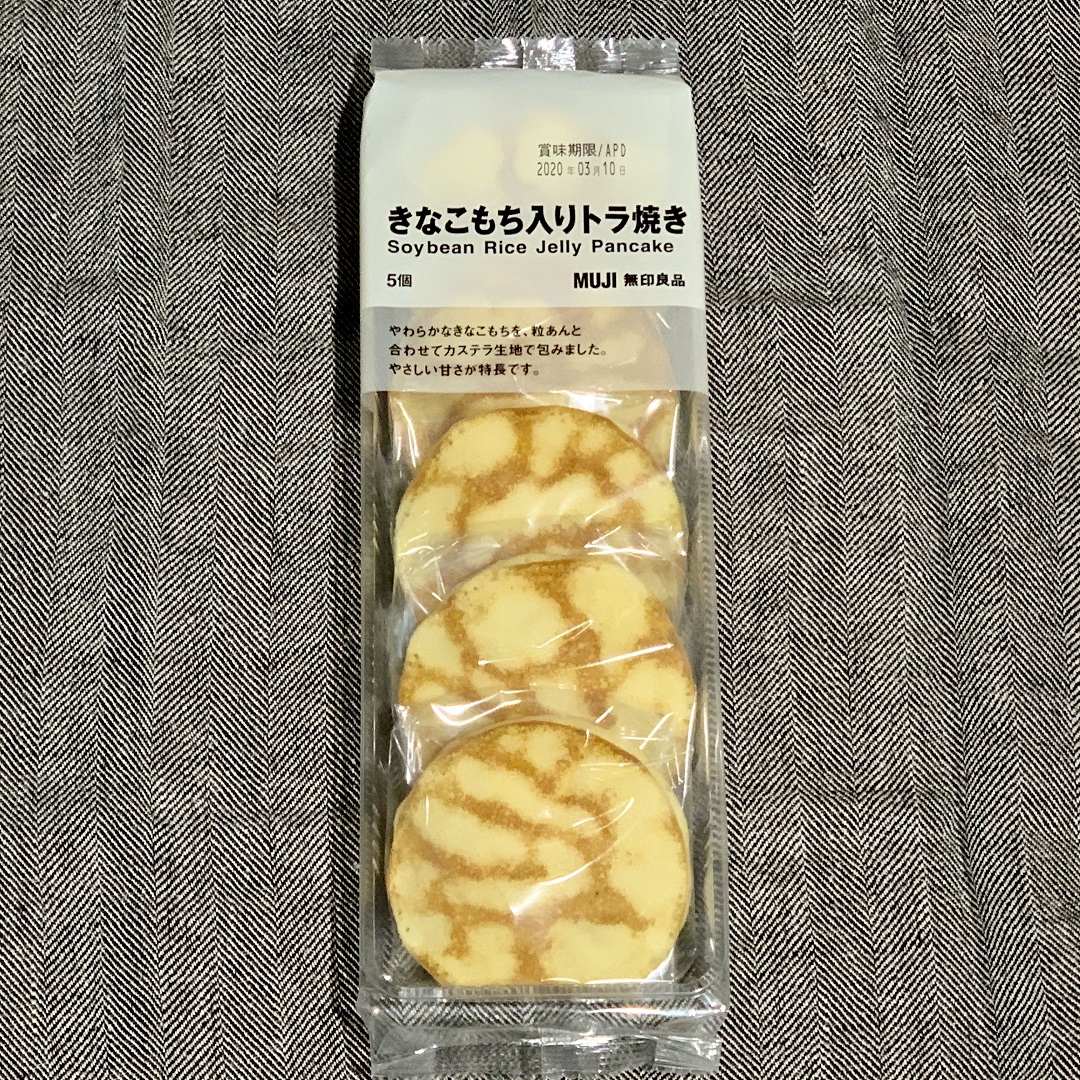 賞味期限/APD
2020年03月10日
きなこもち入りトラ焼き
Soybean Rice Jelly Pancake
5個 MUJI 無印良品
やわらかなきなこもちを、粒あんと
合わせてカステラ生地で包みました。
やさしい甘さが特長です。